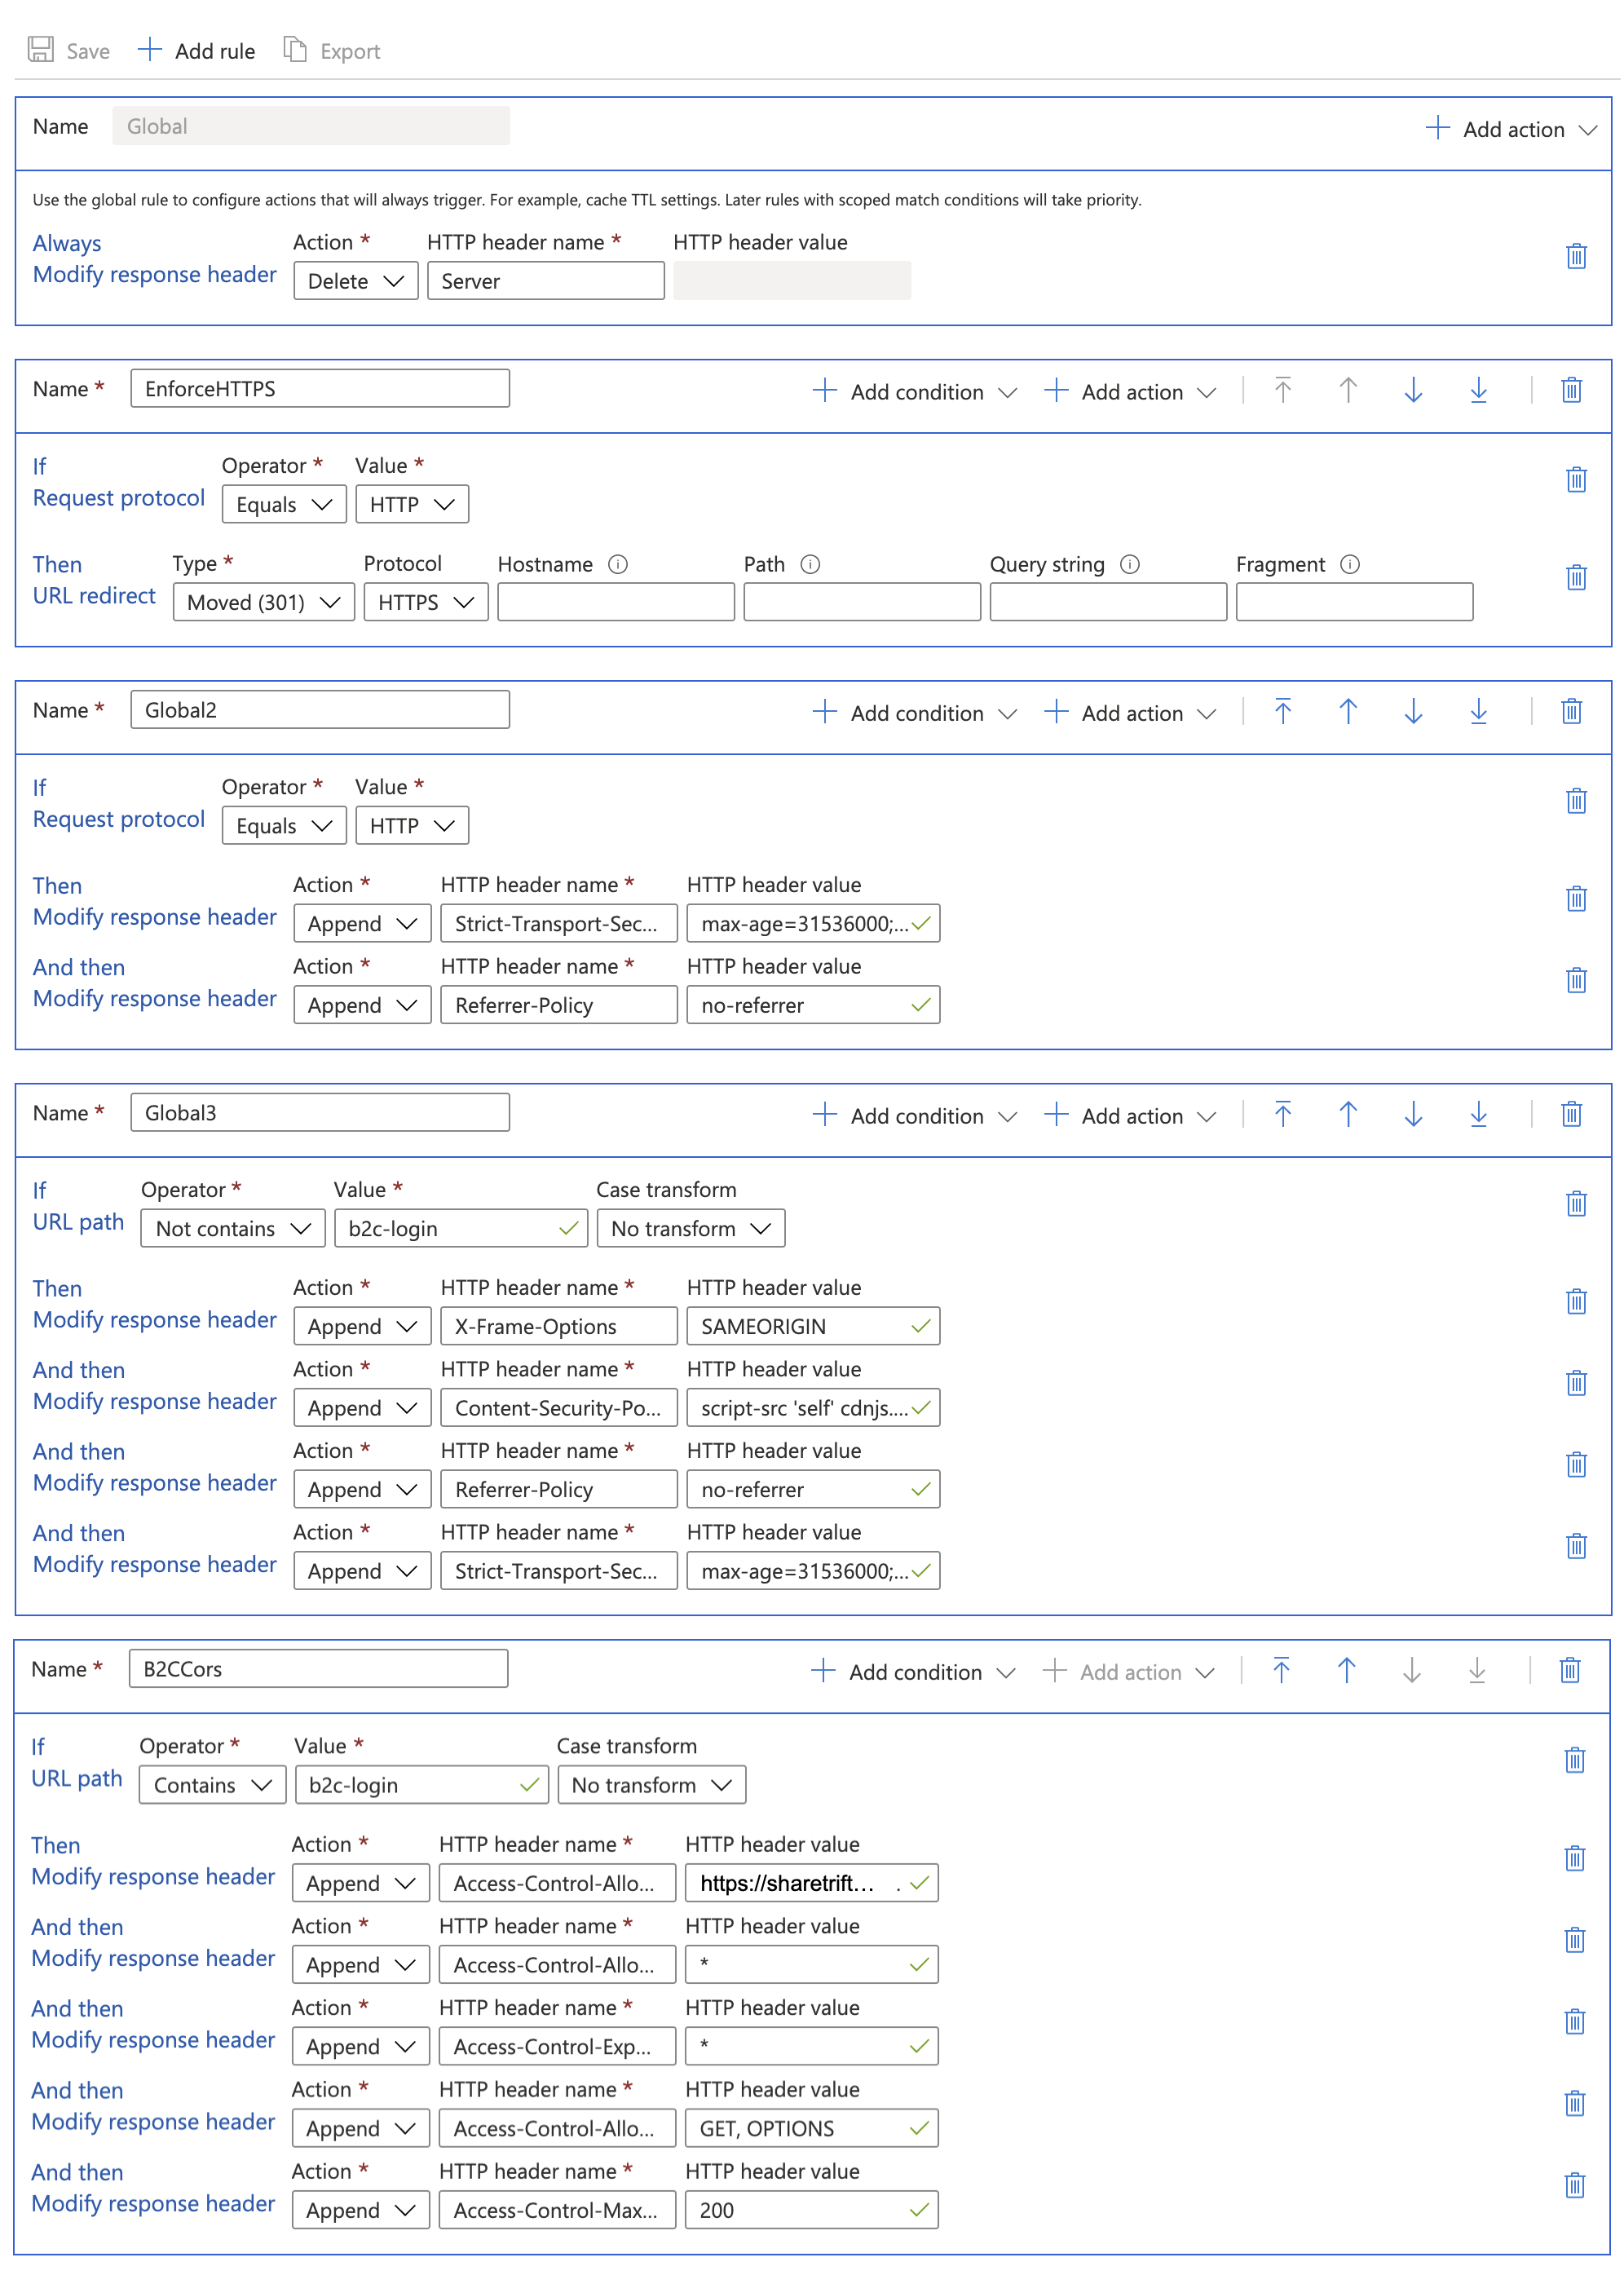 Save Add rule Export
Name Global Add action
Use the global rule to configure actions that will always trigger. For example, cache TTL settings. Later rules with scoped match conditions will take priority.
Always Action * HTTP header name * HTTP header value
Modify response header Delete Server
Name * EnforceHTTPS Add condition Add action
If Operator * Value *
Request protocol Equals HTTP
Then Type * Protocol Hostname Path Query string Fragment
URL redirect Moved (301) HTTPS
Name * Global2 Add condition Add action
If Operator * Value *
Request protocol Equals HTTP
Then Action * HTTP header name * HTTP header value
Modify response header Append Strict-Transport-Sec... max-age=31536000;...
And then Action * HTTP header name * HTTP header value
Modify response header Append Referrer-Policy no-referrer
Name * Global3 Add condition Add action
If Operator * Value * Case transform
URL path Not contains b2c-login No transform
Then Action * HTTP header name * HTTP header value
Modify response header Append X-Frame-Options SAMEORIGIN
And then Action * HTTP header name * HTTP header value
Modify response header Append Content-Security-Po... script-src 'self' cdnjs....
And then Action * HTTP header name * HTTP header value
Modify response header Append Referrer-Policy no-referrer
And then Action * HTTP header name * HTTP header value
Modify response header Append Strict-Transport-Sec... max-age=31536000;...
Name * B2CCors Add condition Add action
If Operator * Value * Case transform
URL path Contains b2c-login No transform
Then Action * HTTP header name * HTTP header value
Modify response header Append Access-Control-Allo... https://sharetrift... .
And then Action * HTTP header name * HTTP header value
Modify response header Append Access-Control-Allo... *
And then Action * HTTP header name * HTTP header value
Modify response header Append Access-Control-Exp... *
And then Action * HTTP header name * HTTP header value
Modify response header Append Access-Control-Allo... GET, OPTIONS
And then Action * HTTP header name * HTTP header value
Modify response header Append Access-Control-Max... 200